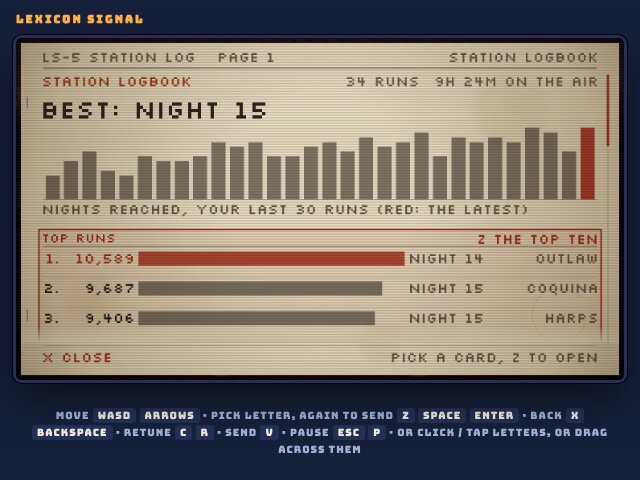 LEXICON SIGNAL
LS-5 STATION LOG PAGE 1 STATION LOGBOOK
STATION LOGBOOK 34 RUNS 9H 24M ON THE AIR
BEST: NIGHT 15
NIGHTS REACHED, YOUR LAST 30 RUNS (RED: THE LATEST)
TOP RUNS Z THE TOP TEN
1. 10,589 NIGHT 14 OUTLAW
2. 9,687 NIGHT 15 COQUINA
3. 9,406 NIGHT 15 HARPS
X CLOSE PICK A CARD, Z TO OPEN
MOVE WASD ARROWS · PICK LETTER, AGAIN TO SEND Z SPACE ENTER · BACK X
BACKSPACE · RETUNE C R · SEND V · PAUSE ESC P · OR CLICK / TAP LETTERS, OR DRAG
ACROSS THEM